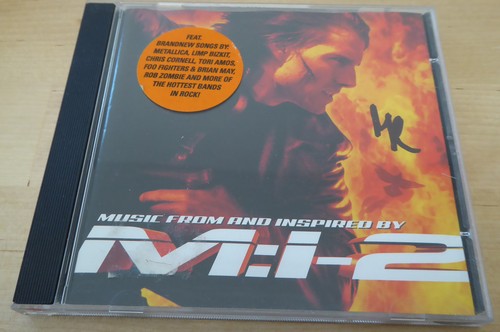 FEAT.
BRANDNEW SONGS BY:
METALLICA, LIMP BIZKIT,
CHRIS CORNELL, TORI AMOS,
FOO FIGHTERS & BRIAN MAY,
ROB ZOMBIE AND MORE OF
THE HOTTEST BANDS
IN ROCK!
MUSIC FROM AND INSPIRED BY
M:I-2